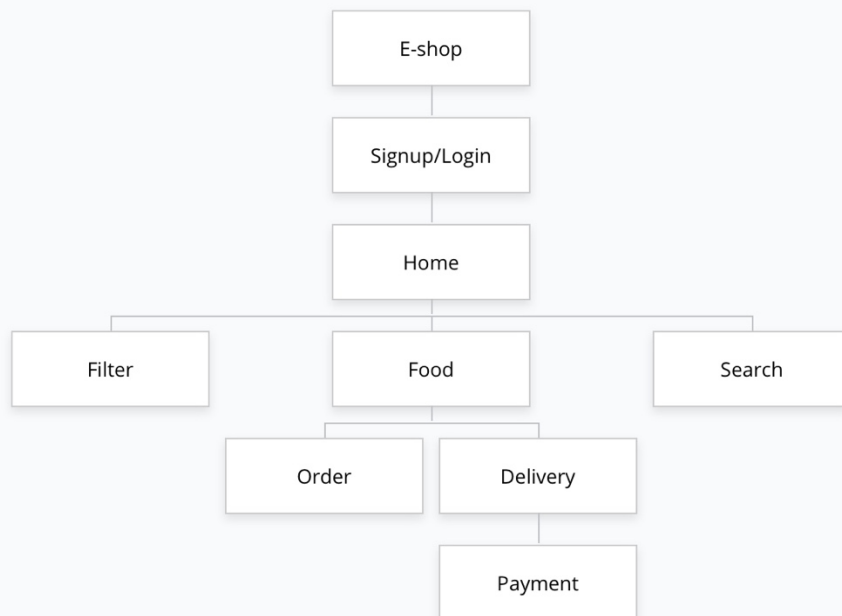 E-shop
Signup/Login
Home
Filter
Food
Search
Order
Delivery
Payment